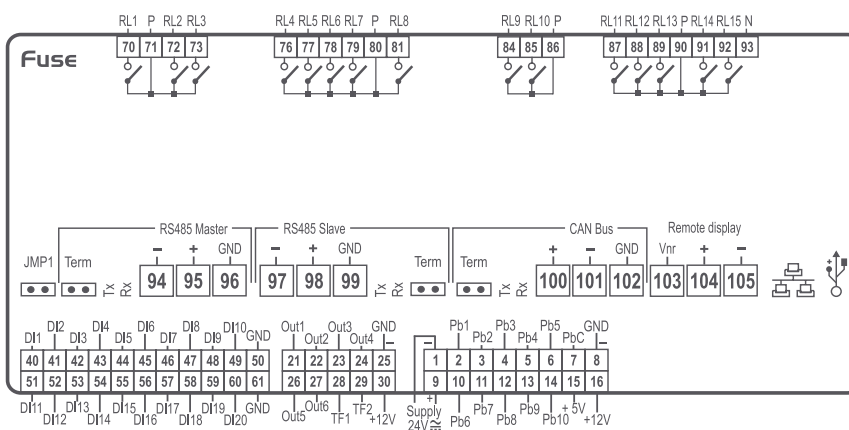 RL1 P RL2 RL3 RL4 RL5 RL6 RL7 P RL8 RL9 RL10 P RL11 RL12 RL13 P RL14 RL15 N
70 71 72 73 76 77 78 79 80 81 84 85 86 87 88 89 90 91 92 93
Fuse
RS485 Master RS485 Slave CAN Bus Remote display
JMP1 Term - + GND - + GND Term Term + - GND Vnr + -
Tx Rx 94 95 96 97 98 99 Tx Rx Tx Rx 100 101 102 103 104 105
DI1 DI2 DI3 DI4 DI5 DI6 DI7 DI8 DI9 DI10 GND Out1 Out2 Out3 Out4 GND - Pb1 Pb2 Pb3 Pb4 Pb5 PbC GND -
40 41 42 43 44 45 46 47 48 49 50 21 22 23 24 25 - 1 2 3 4 5 6 7 8
51 52 53 54 55 56 57 58 59 60 61 26 27 28 29 30 + 9 10 11 12 13 14 15 16
DI11 DI12 DI13 DI14 DI15 DI16 DI17 DI18 DI19 DI20 GND Out5 Out6 TF1 TF2 +12V Supply Pb6 Pb7 Pb8 Pb9 Pb10 + 5V +12V
24V ≂